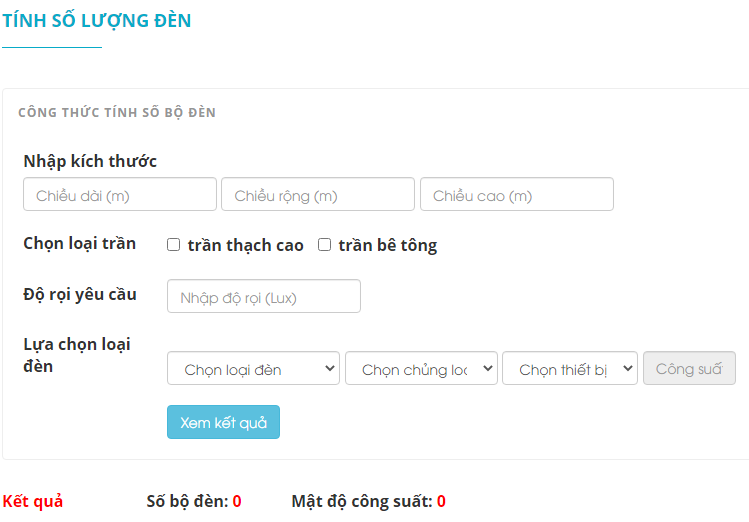 TÍNH SỐ LƯỢNG ĐÈN
CÔNG THỨC TÍNH SỐ BỘ ĐÈN
Nhập kích thước
Chiều dài (m) Chiều rộng (m) Chiều cao (m)
Chọn loại trần trần thạch cao trần bê tông
Độ rọi yêu cầu Nhập độ rọi (Lux)
Lựa chọn loại
đèn
Chọn loại đèn Chọn chủng loạ Chọn thiết bị Công suấ
Xem kết quả
Kết quả Số bộ đèn: 0 Mật độ công suất: 0